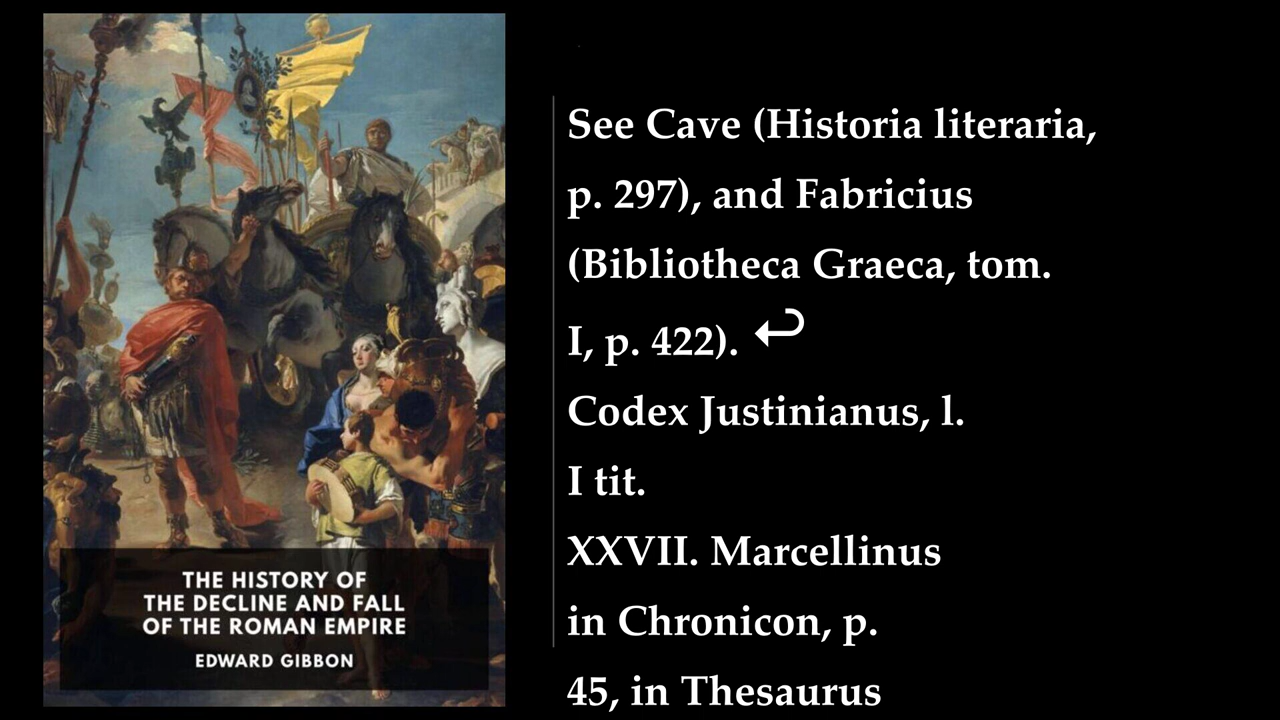 THE HISTORY OF
THE DECLINE AND FALL
OF THE ROMAN EMPIRE
EDWARD GIBBON
See Cave (Historia literaria,
p. 297), and Fabricius
(Bibliotheca Graeca, tom.
I, p. 422). ↩
Codex Justinianus, l.
I tit.
XXVII. Marcellinus
in Chronicon, p.
45, in Thesaurus